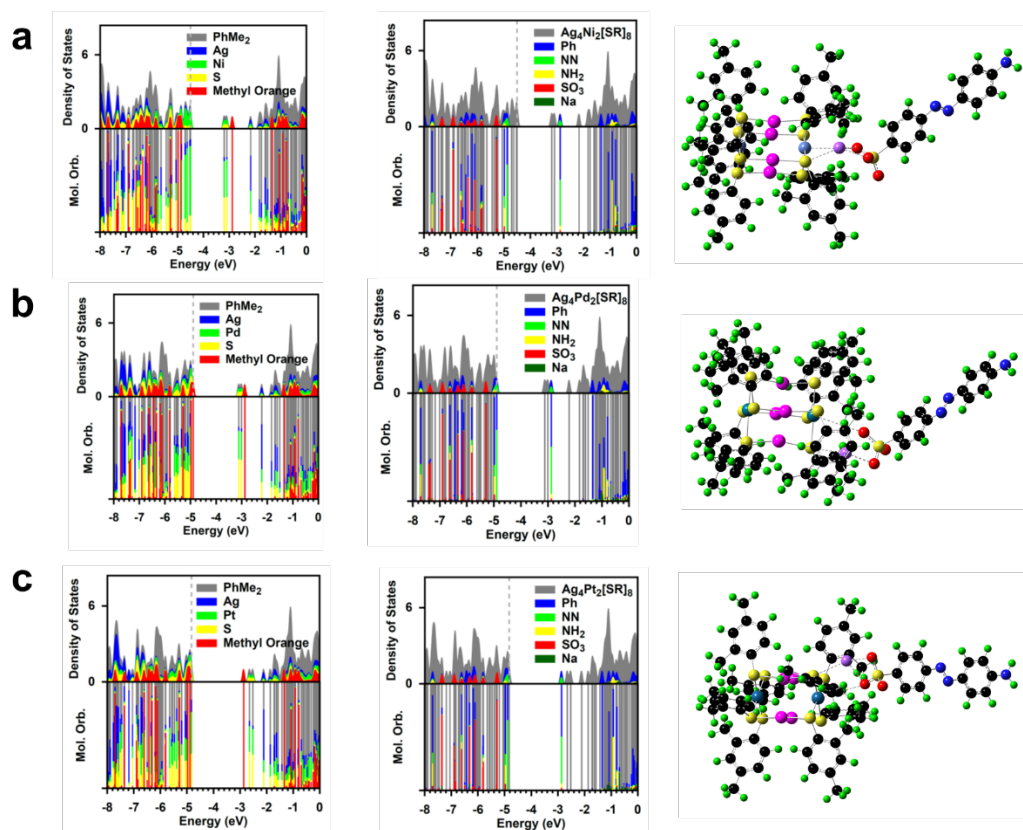 a
Density of States
6
0
PhMe2
Ag
Ni
S
Methyl Orange
Mol. Orb.
-8 -7 -6 -5 -4 -3 -2 -1 0
Energy (eV)
Density of States
6
0
Ag4Ni2[SR]8
Ph
NN
NH2
SO3
Na
Mol. Orb.
-8 -7 -6 -5 -4 -3 -2 -1 0
Energy (eV)
b
Density of States
6
0
PhMe2
Ag
Pd
S
Methyl Orange
Mol. Orb.
-8 -7 -6 -5 -4 -3 -2 -1 0
Energy (eV)
Density of States
6
0
Ag4Pd2[SR]8
Ph
NN
NH2
SO3
Na
Mol. Orb.
-8 -7 -6 -5 -4 -3 -2 -1 0
Energy (eV)
c
Density of States
6
0
PhMe2
Ag
Pt
S
Methyl Orange
Mol. Orb.
-8 -7 -6 -5 -4 -3 -2 -1 0
Energy (eV)
Density of States
6
0
Ag4Pt2[SR]8
Ph
NN
NH2
SO3
Na
Mol. Orb.
-8 -7 -6 -5 -4 -3 -2 -1 0
Energy (eV)